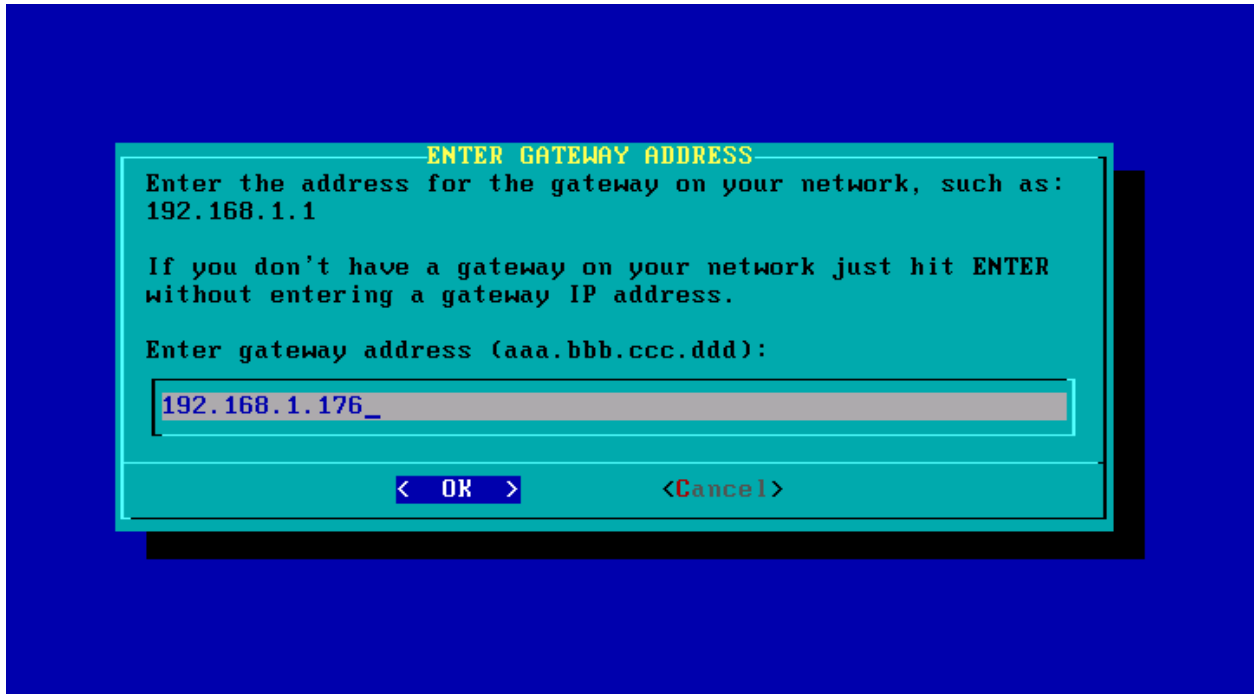 ENTER GATEWAY ADDRESS
Enter the address for the gateway on your network, such as:
192.168.1.1
If you don't have a gateway on your network just hit ENTER
without entering a gateway IP address.
Enter gateway address (aaa.bbb.ccc.ddd):
192.168.1.176_
< OK > <Cancel>